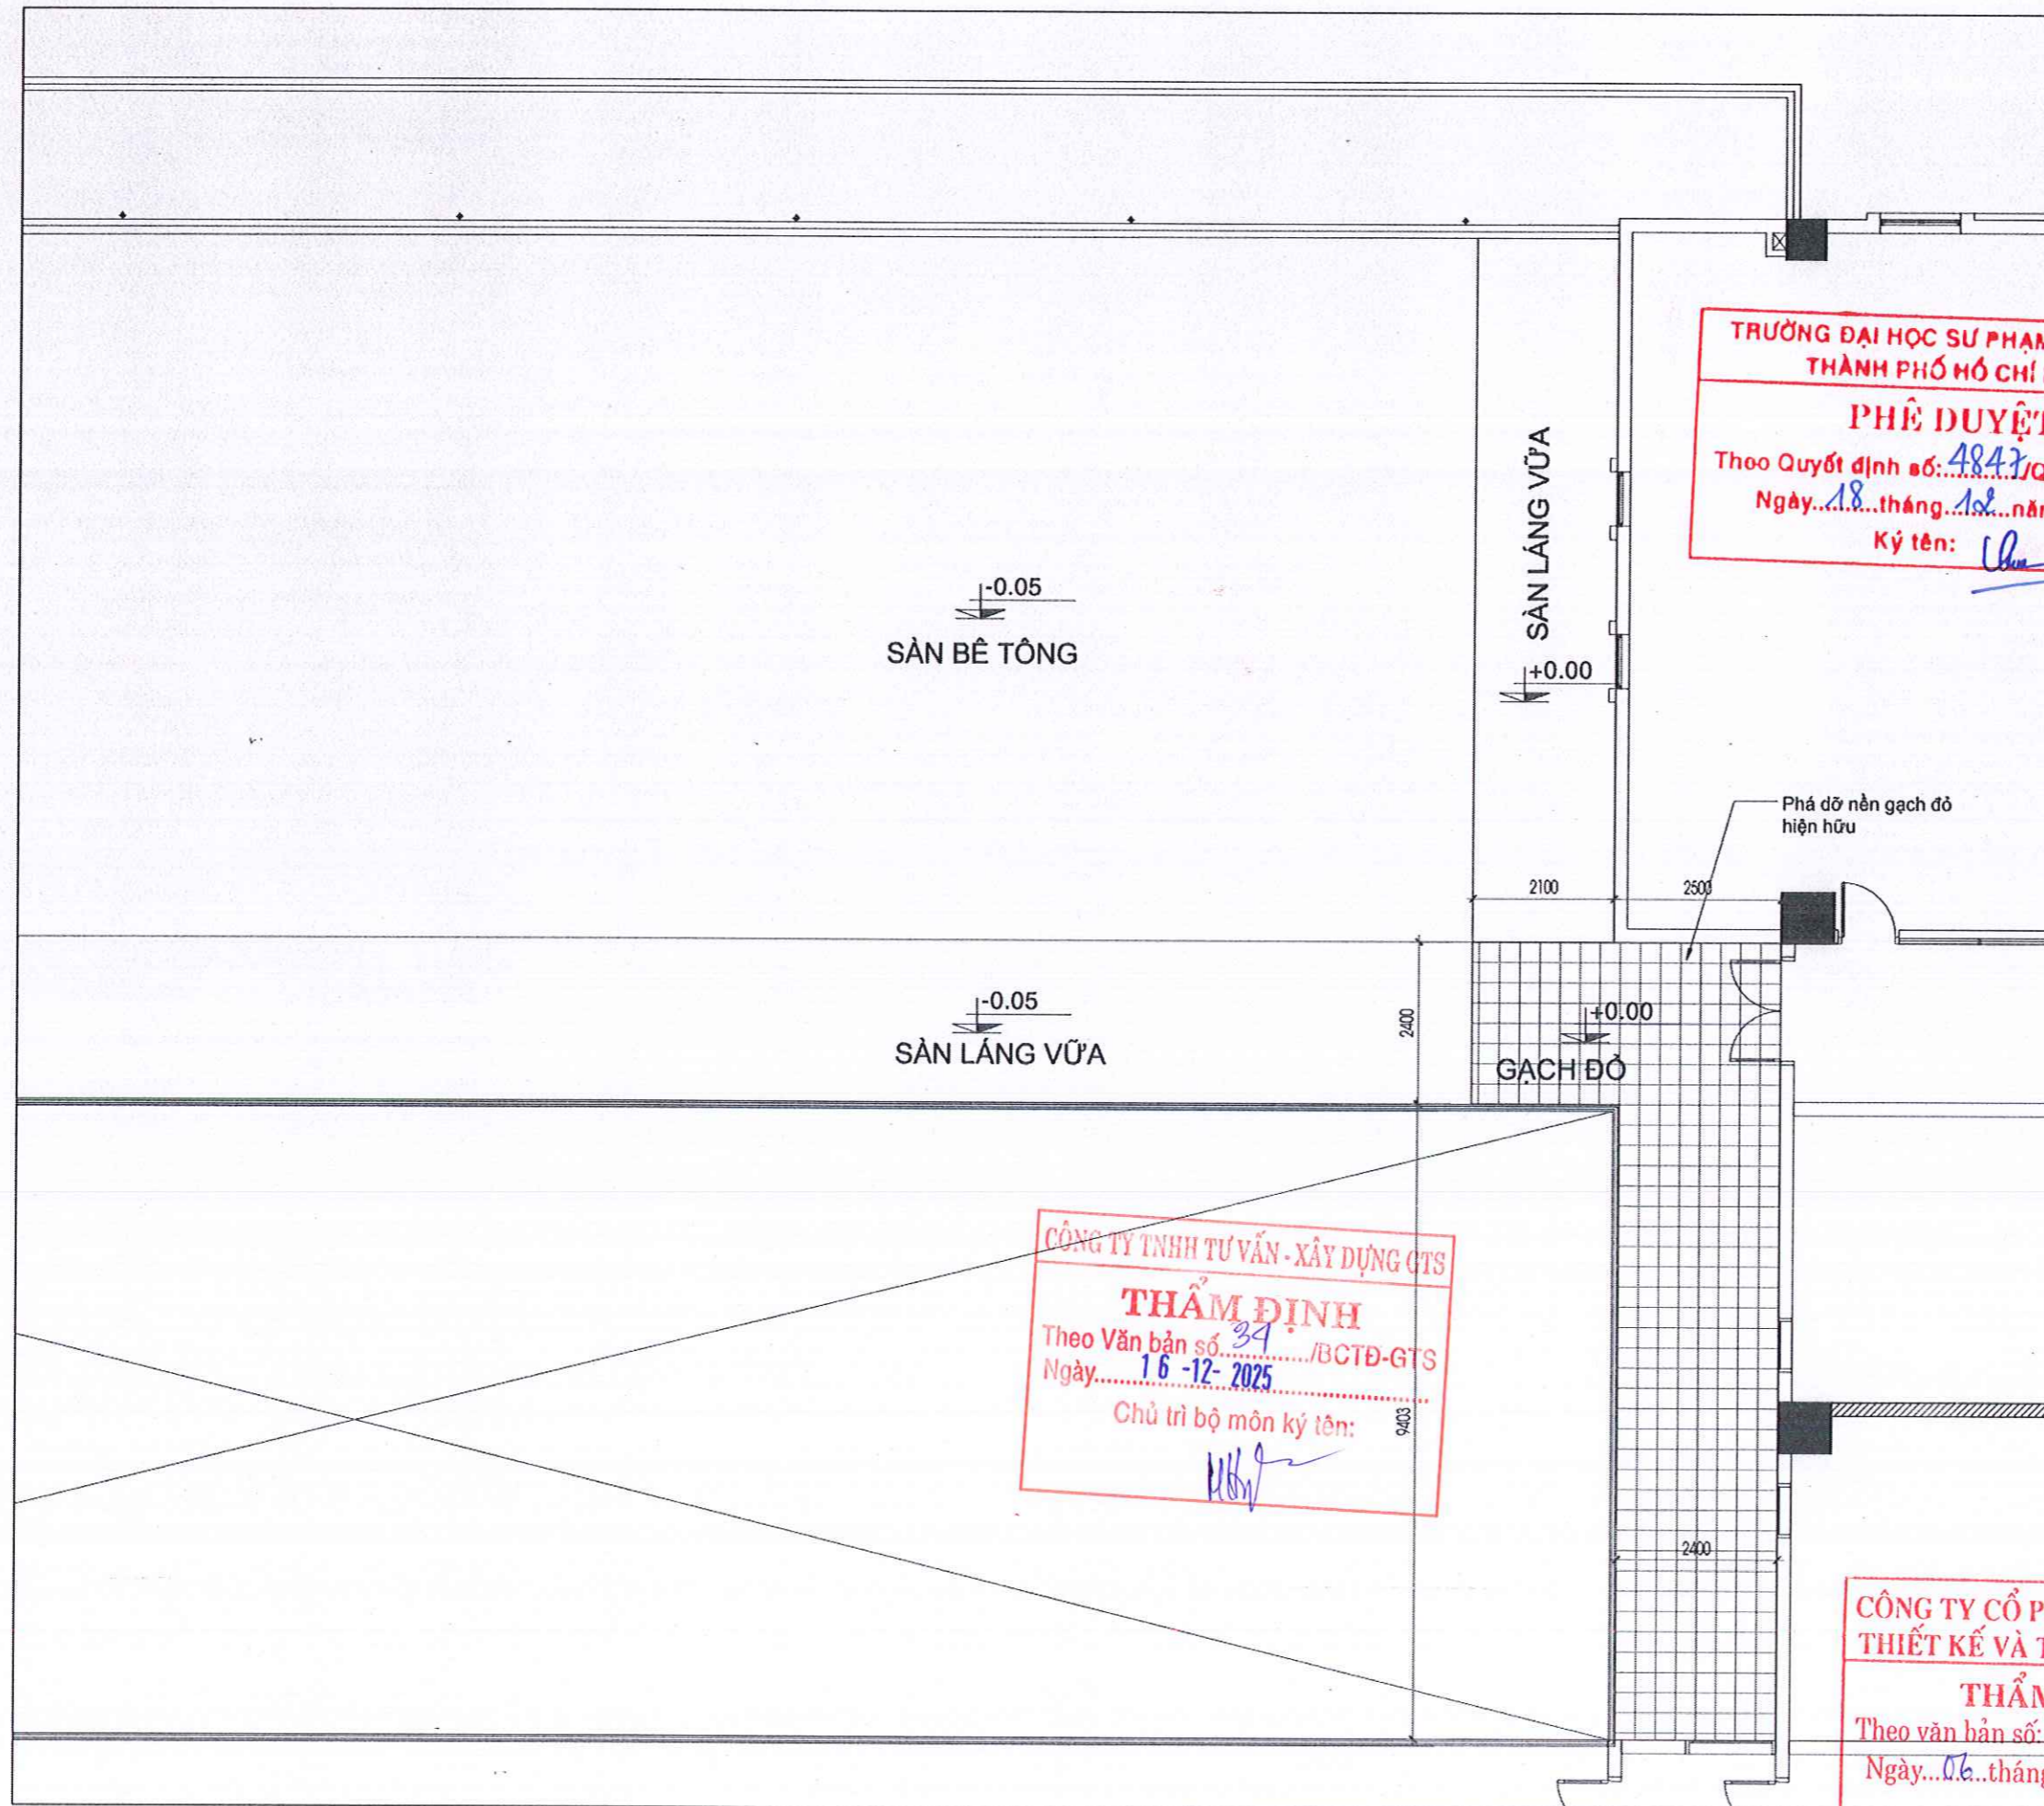 TRƯỜNG ĐẠI HỌC SƯ PHẠM
THÀNH PHỐ HỒ CHÍ
PHÊ DUYỆT
Theo Quyết định số: 4847/Q
Ngày 18 tháng 12 năm
Ký tên:
SÀN LÁNG VỮA
+0.00
-0.05
SÀN BÊ TÔNG
Phá dỡ nền gạch đỏ
hiện hữu
2100
2500
2400
-0.05
SÀN LÁNG VỮA
+0.00
GẠCH ĐỎ
CÔNG TY TNHH TƯ VẤN - XÂY DỰNG GTS
THẨM ĐỊNH
Theo Văn bản số 34 /BCTĐ-GTS
Ngày 16 -12- 2025
Chủ trì bộ môn ký tên:
9403
2400
CÔNG TY CỔ P
THIẾT KẾ VÀ T
THẨM
Theo văn bản số:
Ngày 06 tháng